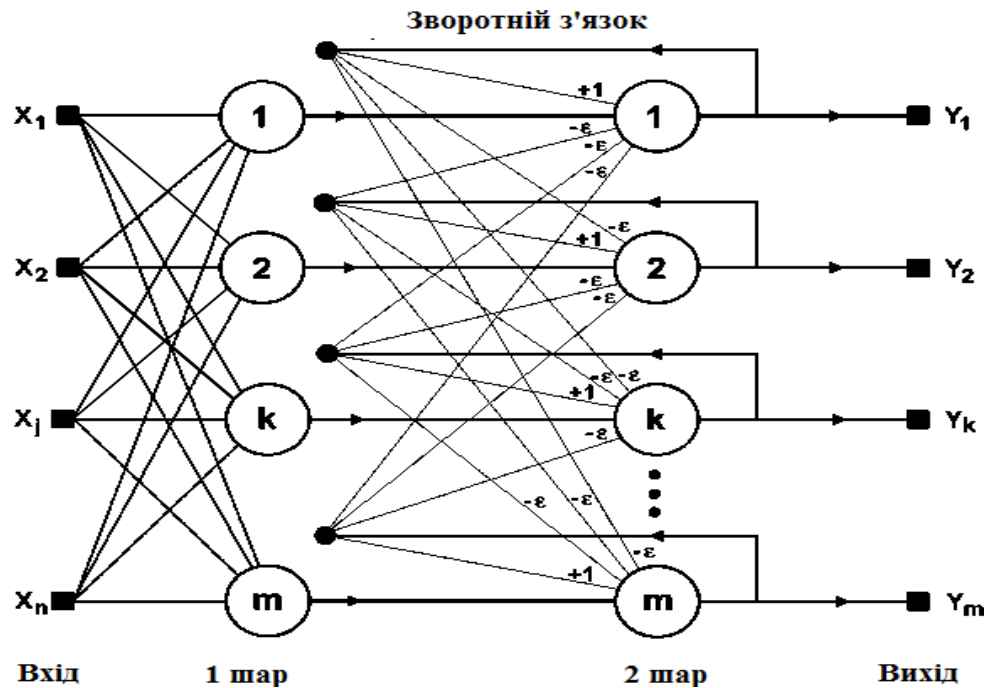 Зворотній з'язок
+1
X₁ 1 1 Y₁
-ε
-ε
-ε
-ε
X₂ 2 +1 2 Y₂
-ε
-ε
-ε -ε
+1
Xⱼ k k Yₖ
-ε
-ε -ε
-ε
+1
Xₙ m m Yₘ
Вхід 1 шар 2 шар Вихід